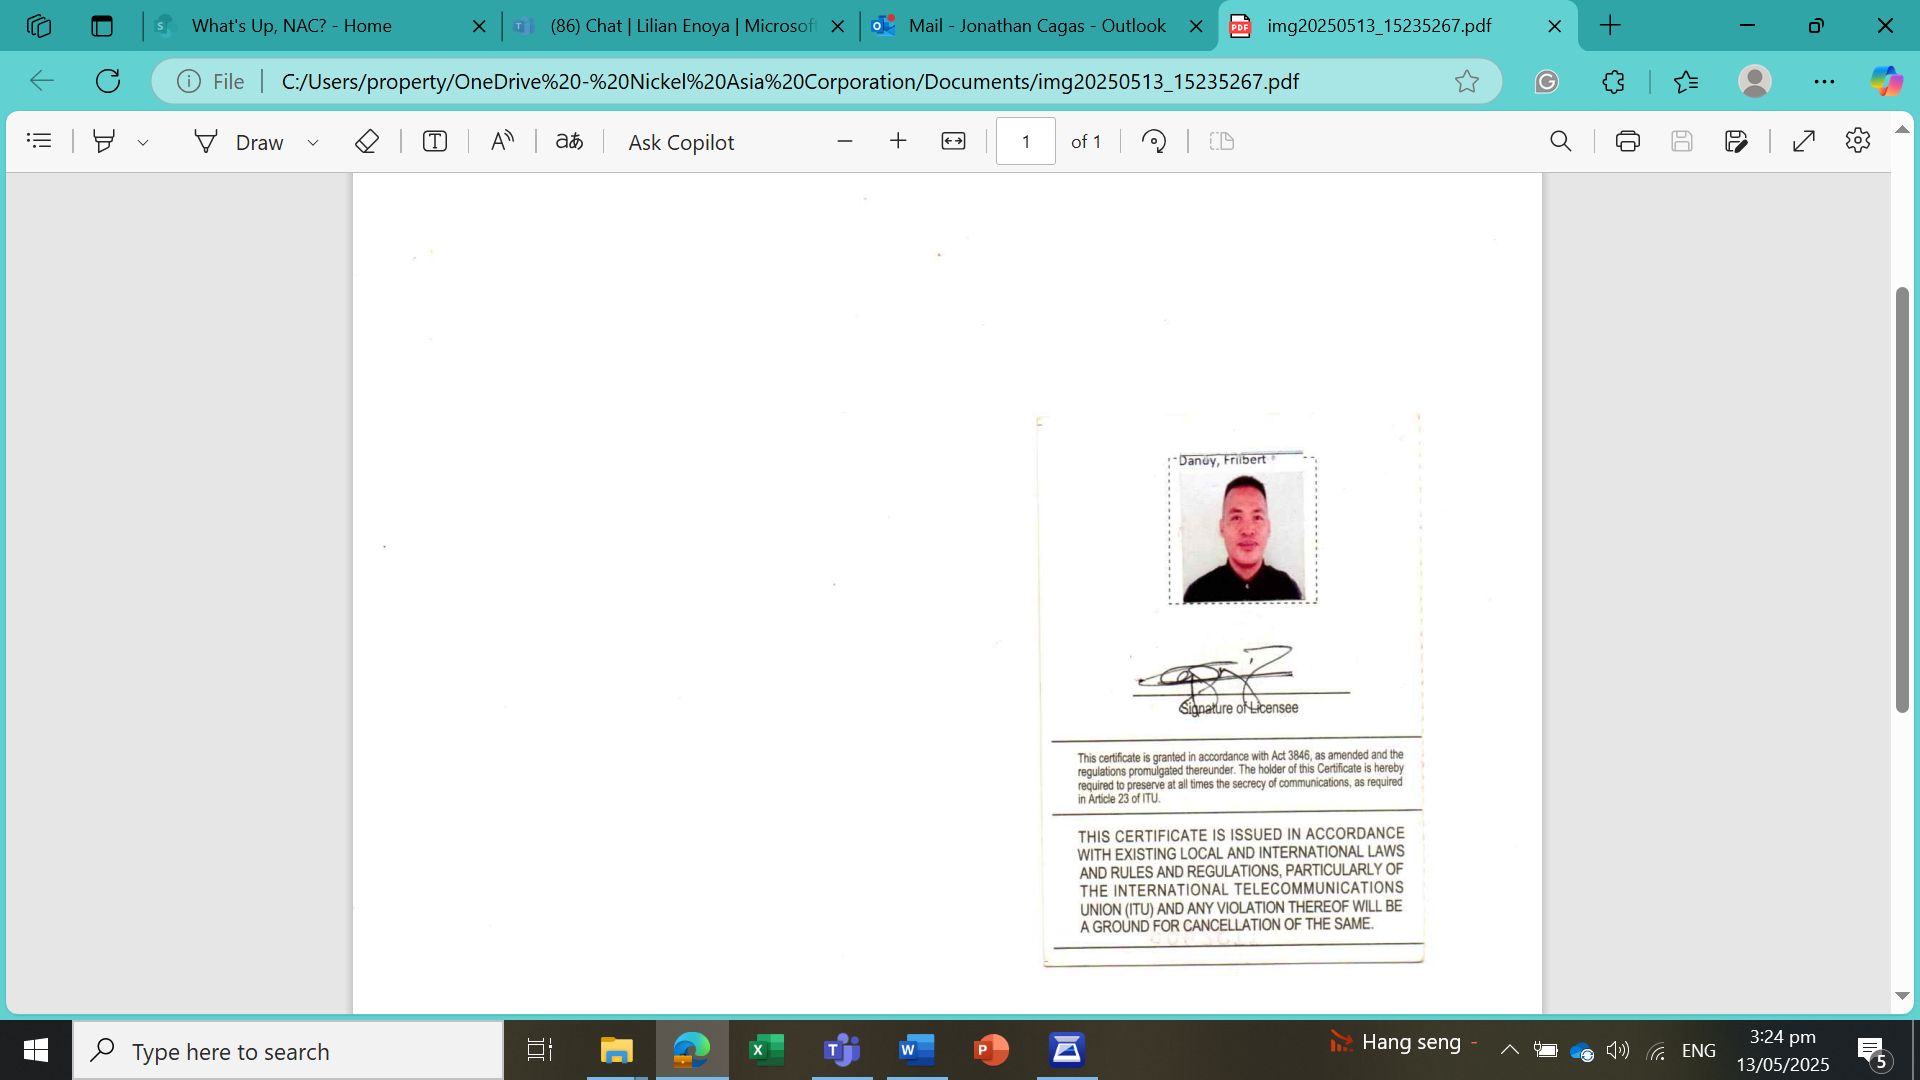 What's Up, NAC? - Home
(86) Chat | Lilian Enoya | Microsof
Mail - Jonathan Cagas - Outlook
img20250513_15235267.pdf
File
C:/Users/property/OneDrive%20-%20Nickel%20Asia%20Corporation/Documents/img20250513_15235267.pdf
Draw
aあ
Ask Copilot
1 of 1
Dandy, Frilbert
Signature of Licensee
This certificate is granted in accordance with Act 3846, as amended and the
regulations promulgated thereunder. The holder of this Certificate is hereby
required to preserve at all times the secrecy of communications, as required
in Article 23 of ITU.
THIS CERTIFICATE IS ISSUED IN ACCORDANCE
WITH EXISTING LOCAL AND INTERNATIONAL LAWS
AND RULES AND REGULATIONS, PARTICULARLY OF
THE INTERNATIONAL TELECOMMUNICATIONS
UNION (ITU) AND ANY VIOLATION THEREOF WILL BE
A GROUND FOR CANCELLATION OF THE SAME.
Type here to search
Hang seng -
ENG
3:24 pm
13/05/2025
5